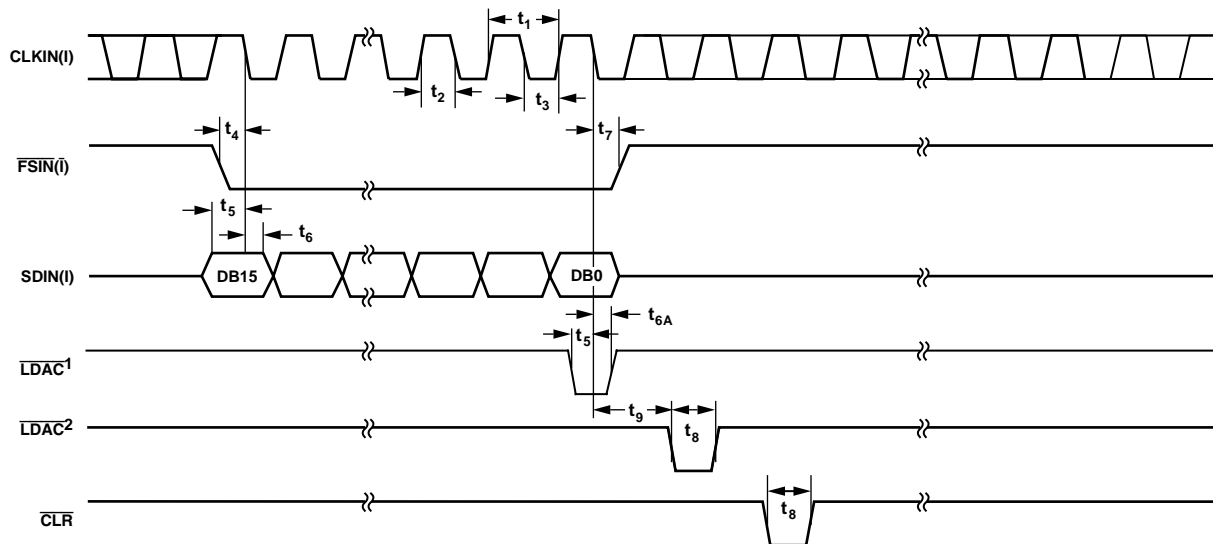 t1
CLKIN(I)
t2
t3
t4
t7
FSIN(I)
t5
t6
SDIN(I)
DB15
DB0
t6A
t5
LDAC1
t9
LDAC2
t8
t8
CLR